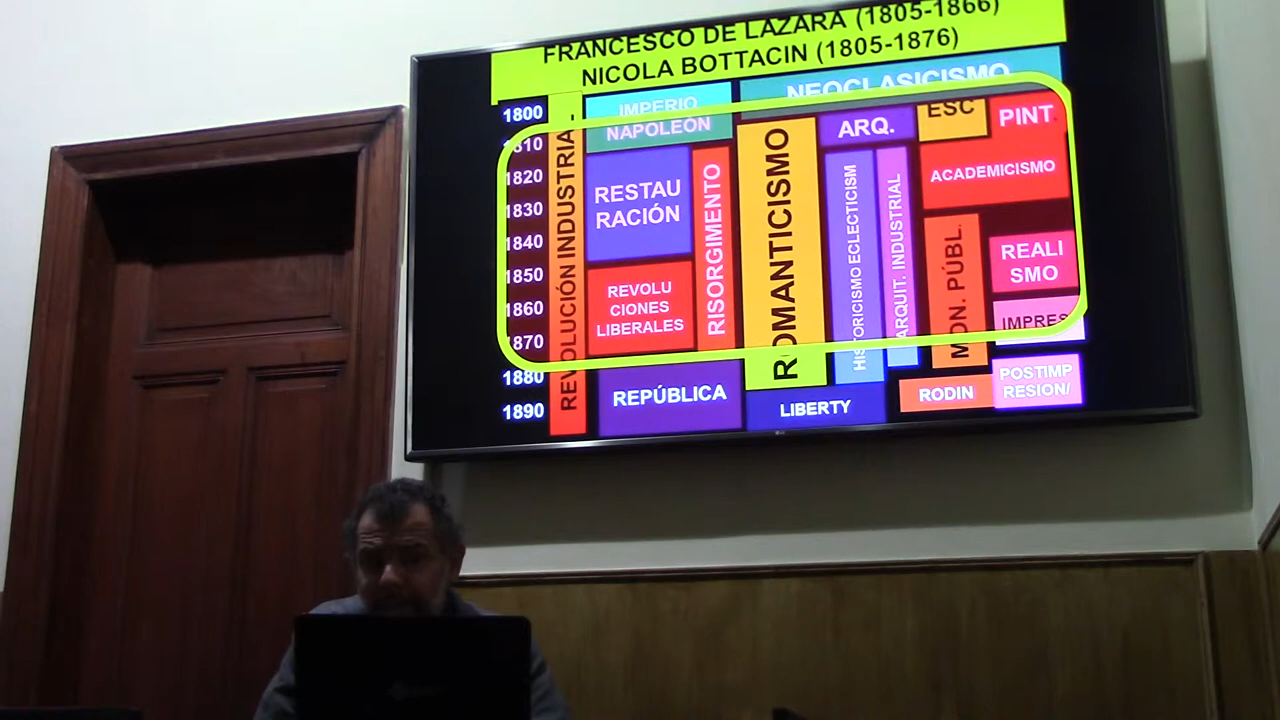 FRANCESCO DE LAZARA (1805-1866)
NICOLA BOTTACIN (1805-1876)
1800
1810
1820
1830
1840
1850
1860
1870
1880
1890
REVOLUCIÓN INDUSTRIAL
IMPERIO
NAPOLEÓN
RESTAU
RACIÓN
REVOLU
CIONES
LIBERALES
REPÚBLICA
RISORGIMENTO
NEOCLASICISMO
ROMANTICISMO
LIBERTY
ARQ.
HISTORICISMO ECLECTICISM
ARQUIT. INDUSTRIAL
ESC
PINT.
ACADEMICISMO
MON. PÚBL.
REALI
SMO
IMPRES
RODIN
POSTIMP
RESION/
LG